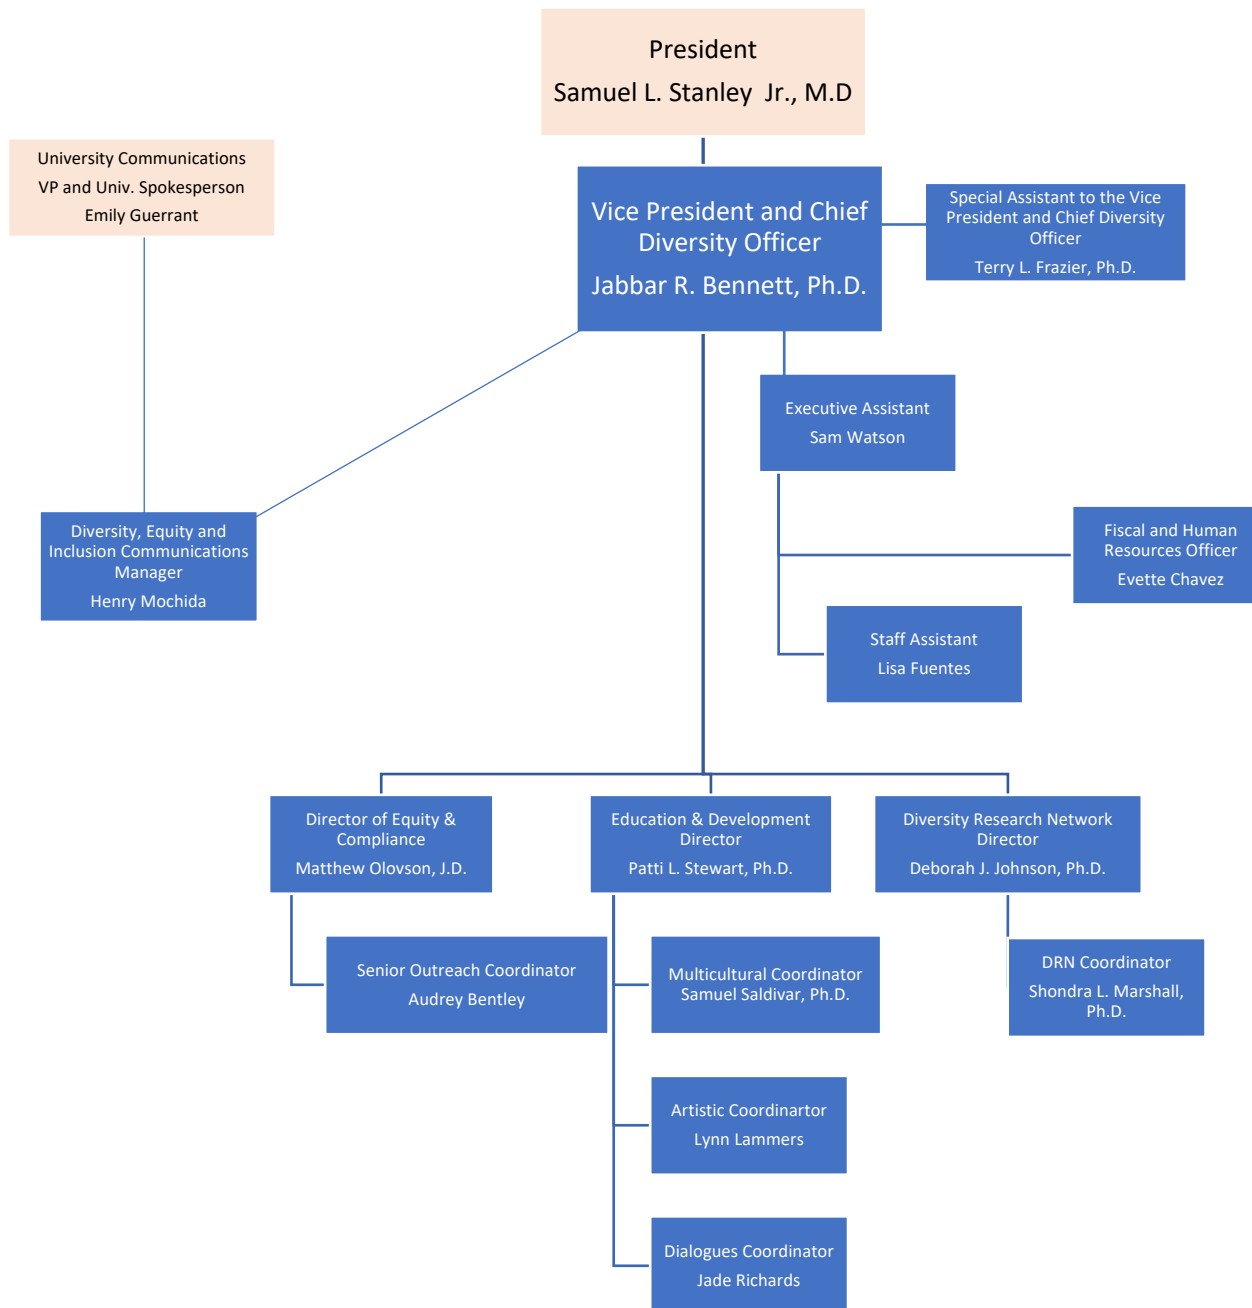 President
Samuel L. Stanley Jr., M.D
University Communications
VP and Univ. Spokesperson
Emily Guerrant
Vice President and Chief
Diversity Officer
Jabbar R. Bennett, Ph.D.
Special Assistant to the Vice
President and Chief Diversity
Officer
Terry L. Frazier, Ph.D.
Executive Assistant
Sam Watson
Diversity, Equity and
Inclusion Communications
Manager
Henry Mochida
Fiscal and Human
Resources Officer
Evette Chavez
Staff Assistant
Lisa Fuentes
Director of Equity &
Compliance
Matthew Olovson, J.D.
Education & Development
Director
Patti L. Stewart, Ph.D.
Diversity Research Network
Director
Deborah J. Johnson, Ph.D.
Senior Outreach Coordinator
Audrey Bentley
Multicultural Coordinator
Samuel Saldivar, Ph.D.
DRN Coordinator
Shondra L. Marshall,
Ph.D.
Artistic Coordinartor
Lynn Lammers
Dialogues Coordinator
Jade Richards